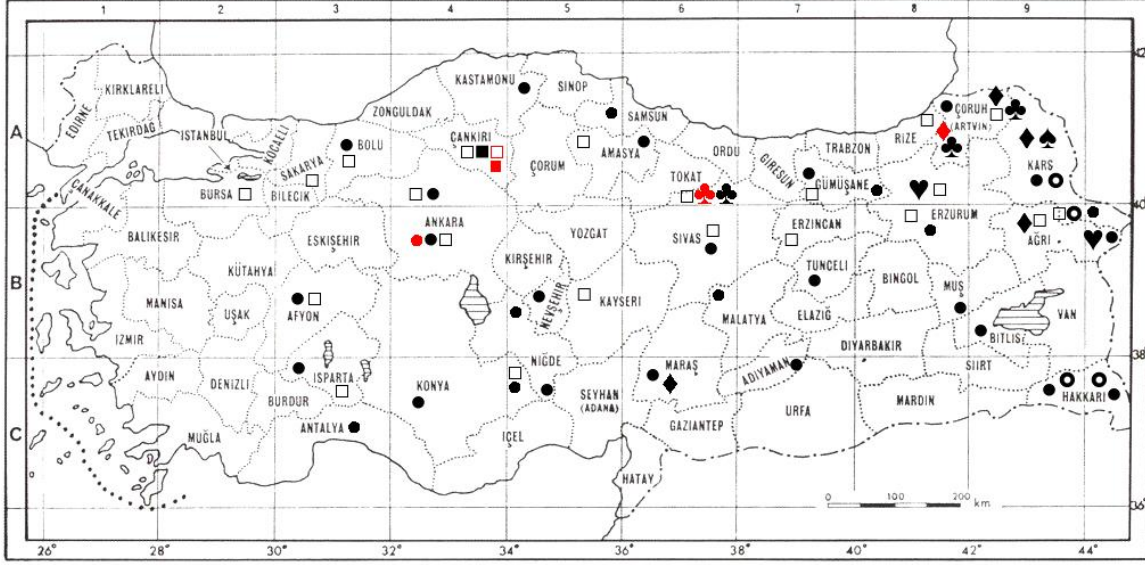 1 2 3 4 5 6 7 8 9
42
KASTAMONU
SINOP
KIRKLARELI
EDIRNE
ZONGULDAK
SAMSUN
ÇORUH
(ARTVIN)
A
TEKIRDAĞ
ISTANBUL
KOCAELI
BOLU
ÇANKIRI
AMASYA
ORDU
GIRESUN
TRABZON
RIZE
A
SAKARYA
ÇORUM
TOKAT
GÜMÜŞANE
KARS
ÇANAKKALE
BURSA
BILECIK
40
ANKARA
ERZINCAN
ERZURUM
BALIKESIR
ESKIŞEHIR
YOZGAT
SIVAS
AĞRI
KÜTAHYA
KIRŞEHIR
TUNCELI
BINGOL
B
MANISA
UŞAK
AFYON
NEVŞEHIR
KAYSERI
MALATYA
ELAZIĞ
MUŞ
VAN
B
IZMIR
BITLIS
DIYARBAKIR
38
AYDIN
DENIZLI
ISPARTA
KONYA
NIĞDE
MARAŞ
ADIYAMAN
SIIRT
BURDUR
SEYHAN
(ADANA)
URFA
MARDIN
HAKKARI
C
MUĞLA
ANTALYA
IÇEL
GAZIANTEP
C
HATAY
0 100 200 km
36°
26° 28° 30° 32° 34° 36° 38° 40° 42° 44°